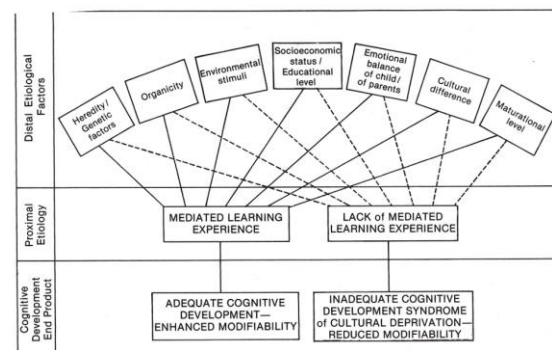 Distal Etiological
Factors
Heredity/
Genetic
factors
Organicity
Environmental
stimuli
Socioeconomic
status/
Educational
level
Emotional
balance
of child/
of parents
Cultural
difference
Maturational
level
Proximal
Etiology
MEDIATED LEARNING
EXPERIENCE
LACK of MEDIATED
LEARNING EXPERIENCE
Cognitive
Development
End Product
ADEQUATE COGNITIVE
DEVELOPMENT—
ENHANCED MODIFIABILITY
INADEQUATE COGNITIVE
DEVELOPMENT SYNDROME
of CULTURAL DEPRIVATION—
REDUCED MODIFIABILITY